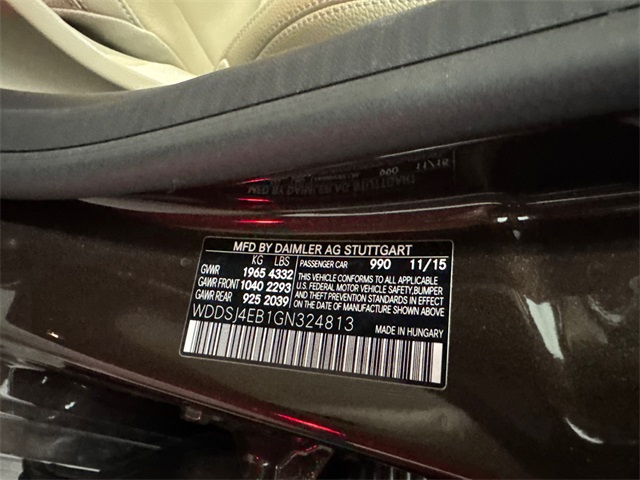 MFD BY DAIMLER AG STUTTGART
KG LBS PASSENGER CAR 990 11/15
GVWR 1965 4332 THIS VEHICLE CONFORMS TO ALL APPLICABLE
GAWR FRONT 1040 2293 U.S. FEDERAL MOTOR VEHICLE SAFETY,BUMPER
GAWR REAR 925 2039 AND THEFT PREVENTION STANDARDS IN
EFFECT ON THE DATE OF MANUFACTURE SHOWN ABOVE.
WDDSJ4EB1GN324813 MADE IN HUNGARY